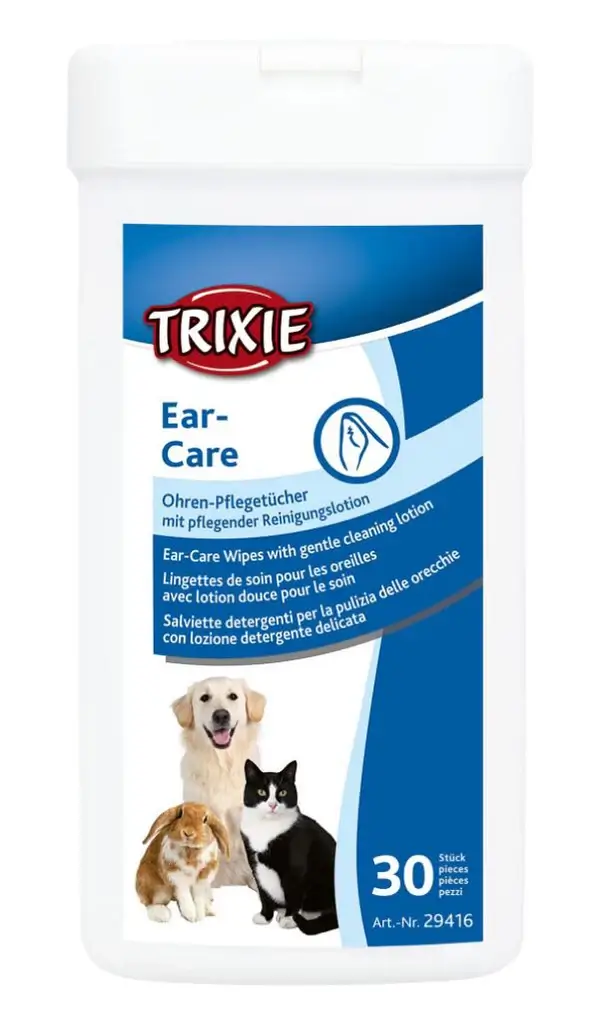 TRIXIE
Ear-
Care
Ohren-Pflegetücher
mit pflegender Reinigungslotion
Ear-Care Wipes with gentle cleaning lotion
Lingettes de soin pour les oreilles
avec lotion douce pour le soin
Salviette detergenti per la pulizia delle orecchie
con lozione detergente delicata
30
Stück
pieces
pièces
pezzi
Art.-Nr. 29416